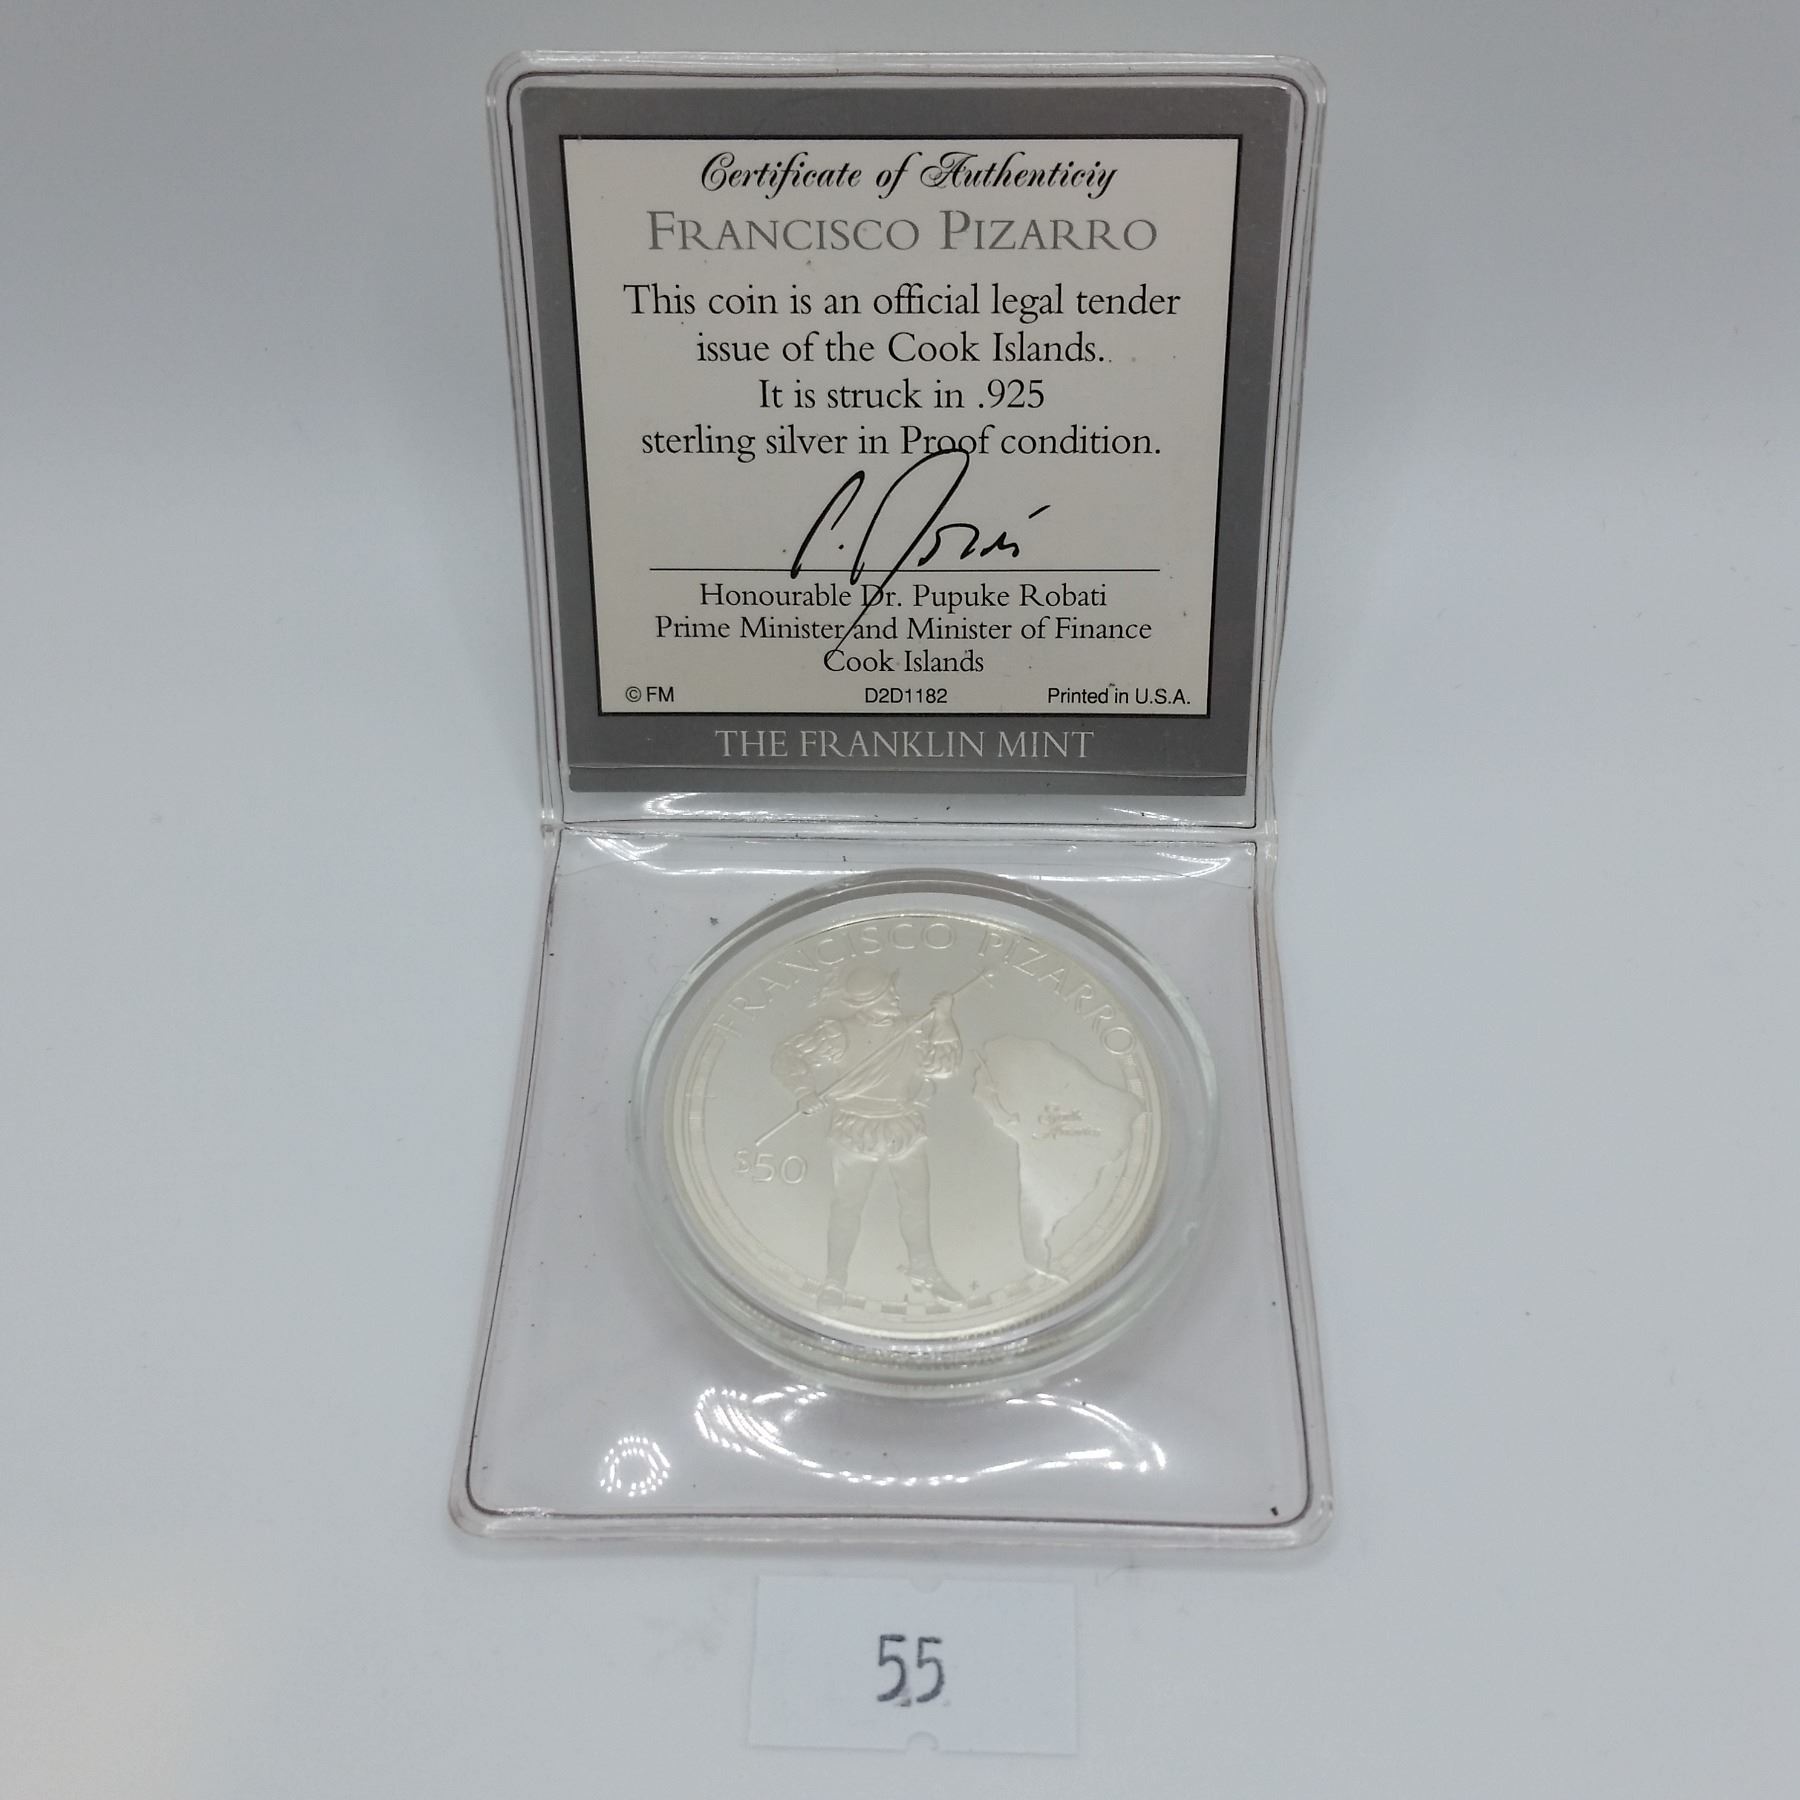 Certificate of Authenticiy
FRANCISCO PIZARRO
This coin is an official legal tender
issue of the Cook Islands.
It is struck in .925
sterling silver in Proof condition.
Honourable Dr. Pupuke Robati
Prime Minister and Minister of Finance
Cook Islands
© FM D2D1182 Printed in U.S.A.
THE FRANKLIN MINT
FRANCISCO PIZARRO
South
America
$50
55